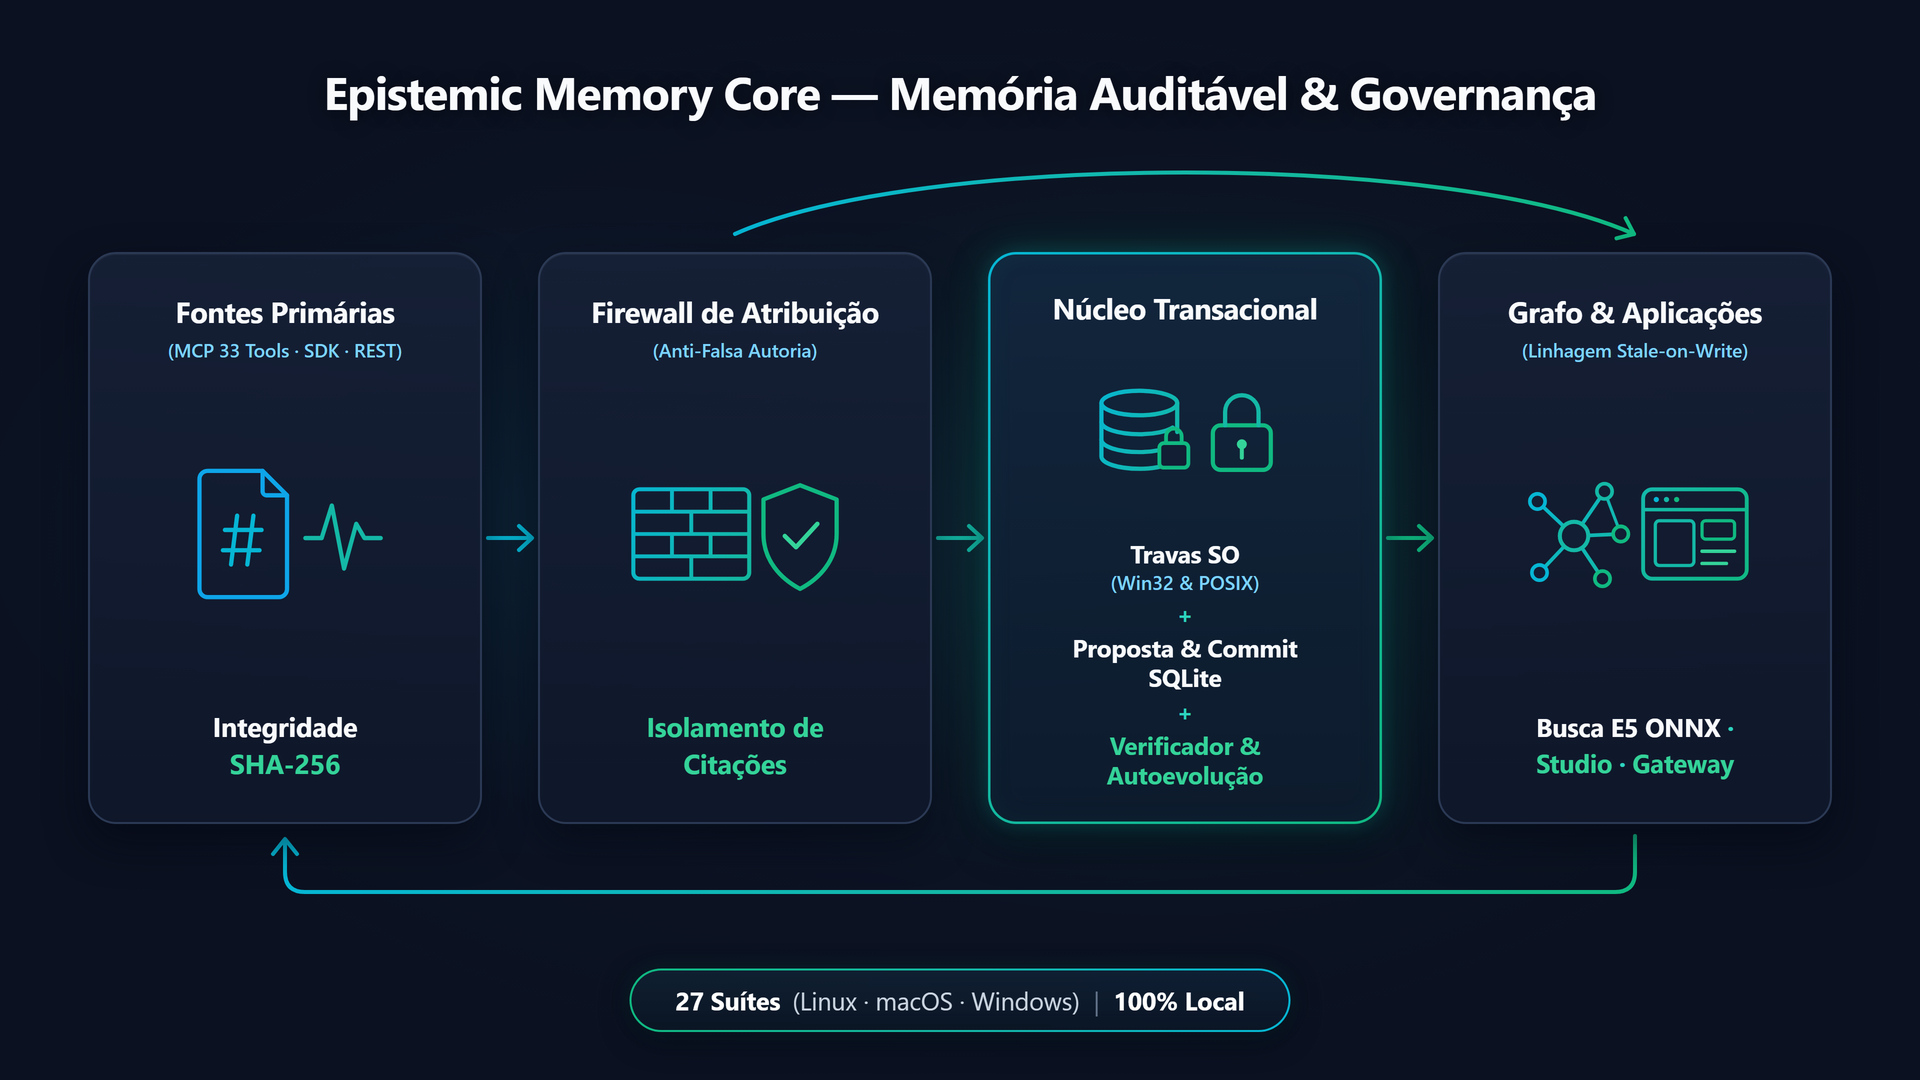 Epistemic Memory Core — Memória Auditável & Governança
Fontes Primárias
(MCP 33 Tools · SDK · REST)
#
Integridade
SHA-256
Firewall de Atribuição
(Anti-Falsa Autoria)
Isolamento de
Citações
Núcleo Transacional
Travas SO
(Win32 & POSIX)
+
Proposta & Commit
SQLite
+
Verificador &
Autoevolução
Grafo & Aplicações
(Linhagem Stale-on-Write)
Busca E5 ONNX ·
Studio · Gateway
27 Suítes (Linux · macOS · Windows) | 100% Local